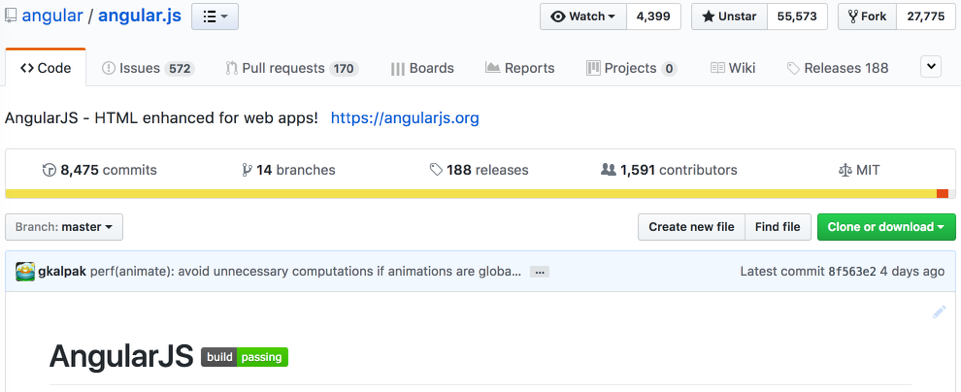 angular / angular.js Watch 4,399 Unstar 55,573 Fork 27,775
Code Issues 572 Pull requests 170 Boards Reports Projects 0 Wiki Releases 188
AngularJS - HTML enhanced for web apps! https://angularjs.org
8,475 commits 14 branches 188 releases 1,591 contributors MIT
Branch: master Create new file Find file Clone or download
gkalpak perf(animate): avoid unnecessary computations if animations are globa... ... Latest commit 8f563e2 4 days ago
AngularJS build passing